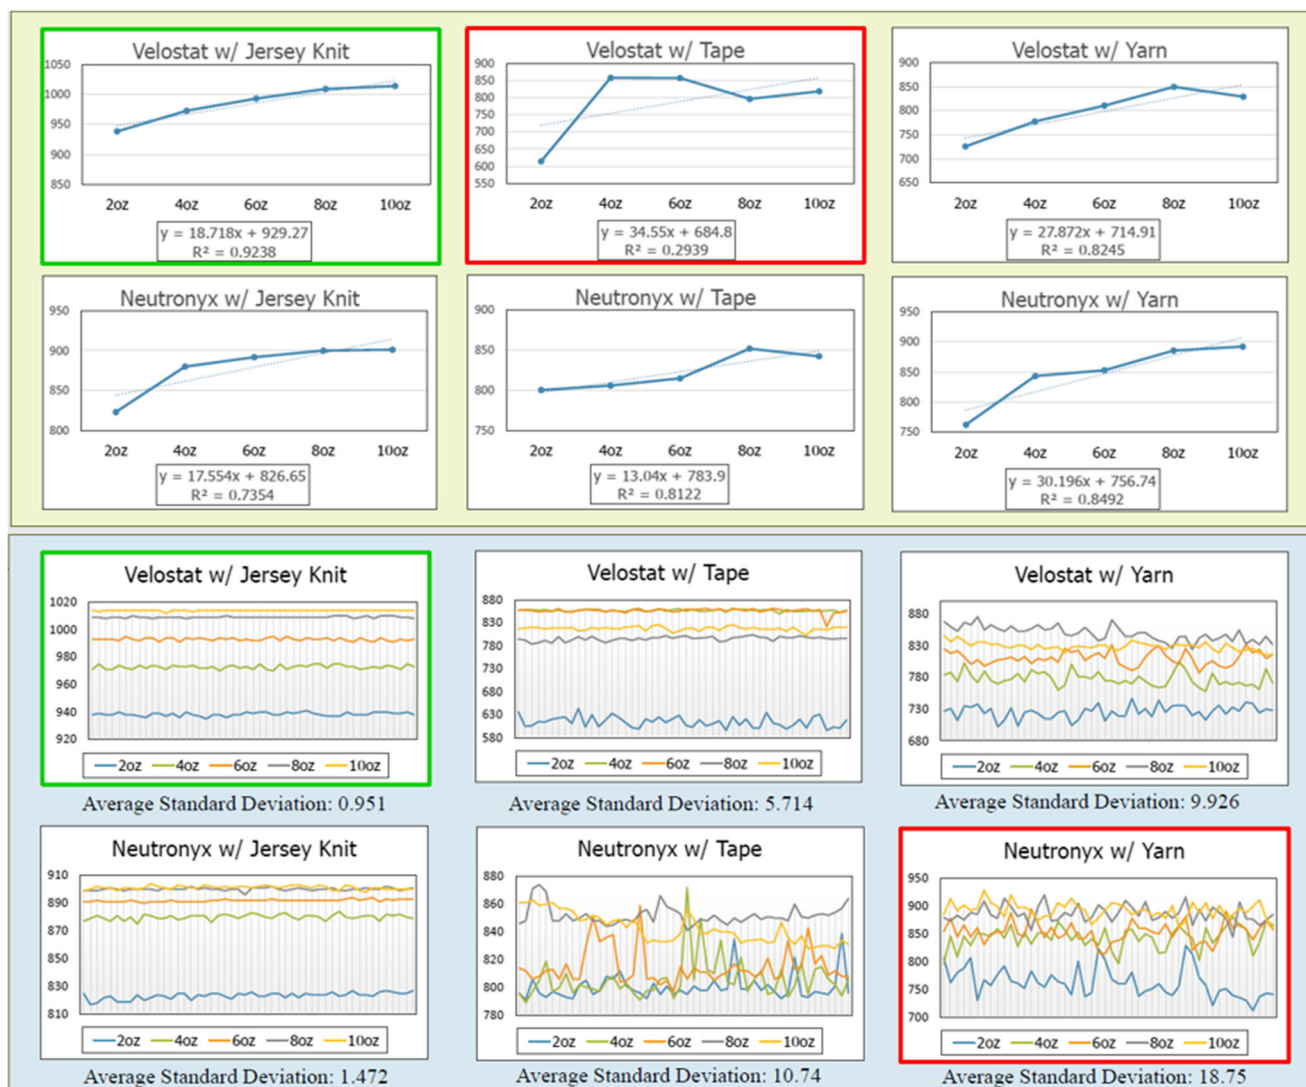 Velostat w/ Jersey Knit
1050
1000
950
900
850
2oz 4oz 6oz 8oz 10oz
y = 18.718x + 929.27
R² = 0.9238
Velostat w/ Tape
900
850
800
750
700
650
600
550
2oz 4oz 6oz 8oz 10oz
y = 34.55x + 684.8
R² = 0.2939
Velostat w/ Yarn
900
850
800
750
700
650
2oz 4oz 6oz 8oz 10oz
y = 27.872x + 714.91
R² = 0.8245
Neutronyx w/ Jersey Knit
950
900
850
800
2oz 4oz 6oz 8oz 10oz
y = 17.554x + 826.65
R² = 0.7354
Neutronyx w/ Tape
900
850
800
750
2oz 4oz 6oz 8oz 10oz
y = 13.04x + 783.9
R² = 0.8122
Neutronyx w/ Yarn
950
900
850
800
750
2oz 4oz 6oz 8oz 10oz
y = 30.196x + 756.74
R² = 0.8492
Velostat w/ Jersey Knit
1020
1000
980
960
940
920
2oz 4oz 6oz 8oz 10oz
Average Standard Deviation: 0.951
Velostat w/ Tape
880
830
780
730
680
630
580
2oz 4oz 6oz 8oz 10oz
Average Standard Deviation: 5.714
Velostat w/ Yarn
880
830
780
730
680
2oz 4oz 6oz 8oz 10oz
Average Standard Deviation: 9.926
Neutronyx w/ Jersey Knit
910
890
870
850
830
810
2oz 4oz 6oz 8oz 10oz
Average Standard Deviation: 1.472
Neutronyx w/ Tape
880
860
840
820
800
780
2oz 4oz 6oz 8oz 10oz
Average Standard Deviation: 10.74
Neutronyx w/ Yarn
950
900
850
800
750
700
2oz 4oz 6oz 8oz 10oz
Average Standard Deviation: 18.75